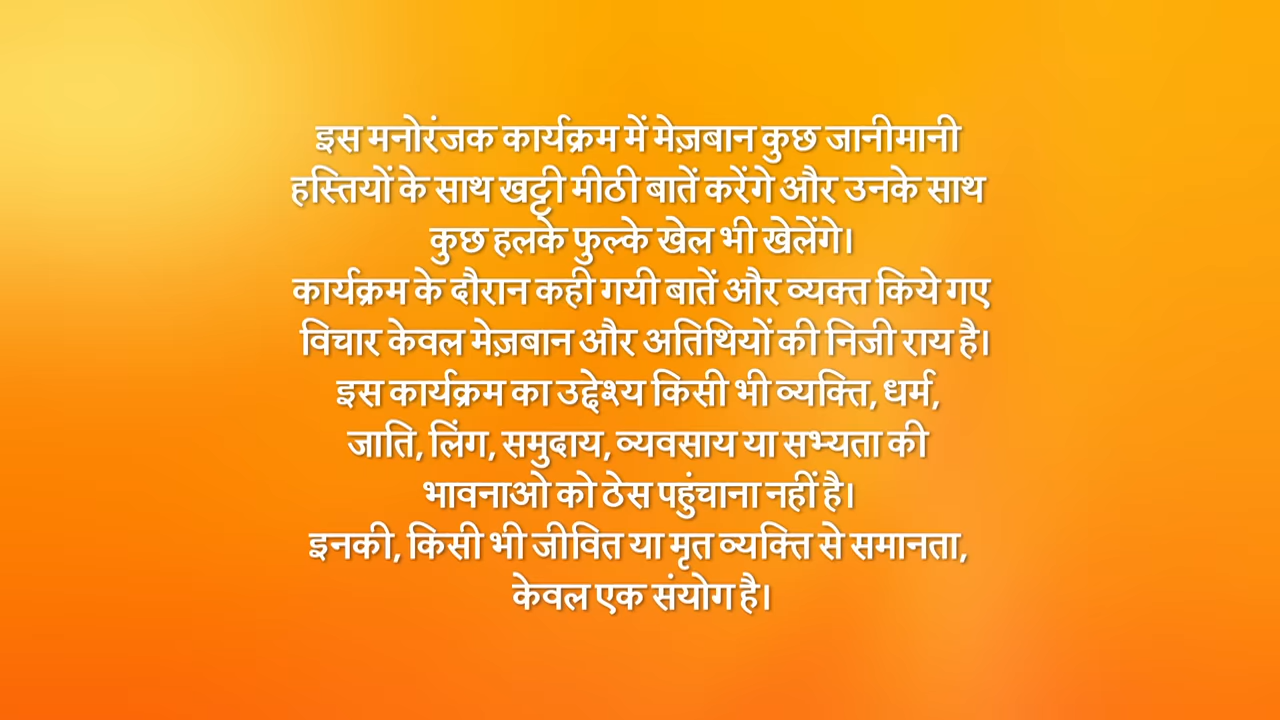 इस मनोरंजक कार्यक्रम में मेज़बान कुछ जानीमानी
हस्तियों के साथ खट्टी मीठी बातें करेंगे और उनके साथ
कुछ हलके फुल्के खेल भी खेलेंगे।
कार्यक्रम के दौरान कही गयी बातें और व्यक्त किये गए
विचार केवल मेज़बान और अतिथियों की निजी राय है।
इस कार्यक्रम का उद्देश्य किसी भी व्यक्ति, धर्म,
जाति, लिंग, समुदाय, व्यवसाय या सभ्यता की
भावनाओ को ठेस पहुंचाना नहीं है।
इनकी, किसी भी जीवित या मृत व्यक्ति से समानता,
केवल एक संयोग है।